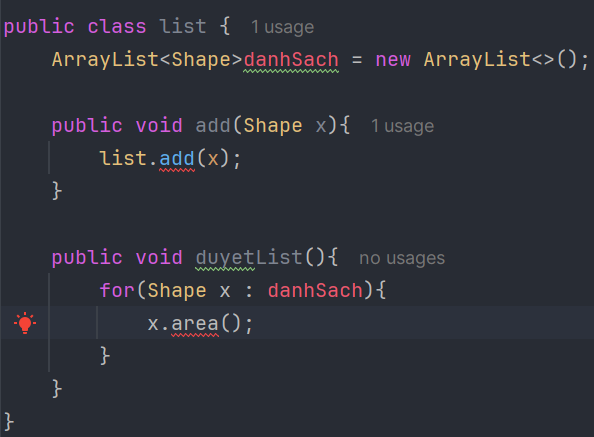 public class list {  1 usage
    ArrayList<Shape>danhSach = new ArrayList<>();
    public void add(Shape x){  1 usage
        list.add(x);
    }
    public void duyetList(){  no usages
        for(Shape x : danhSach){
            x.area();
        }
    }
}